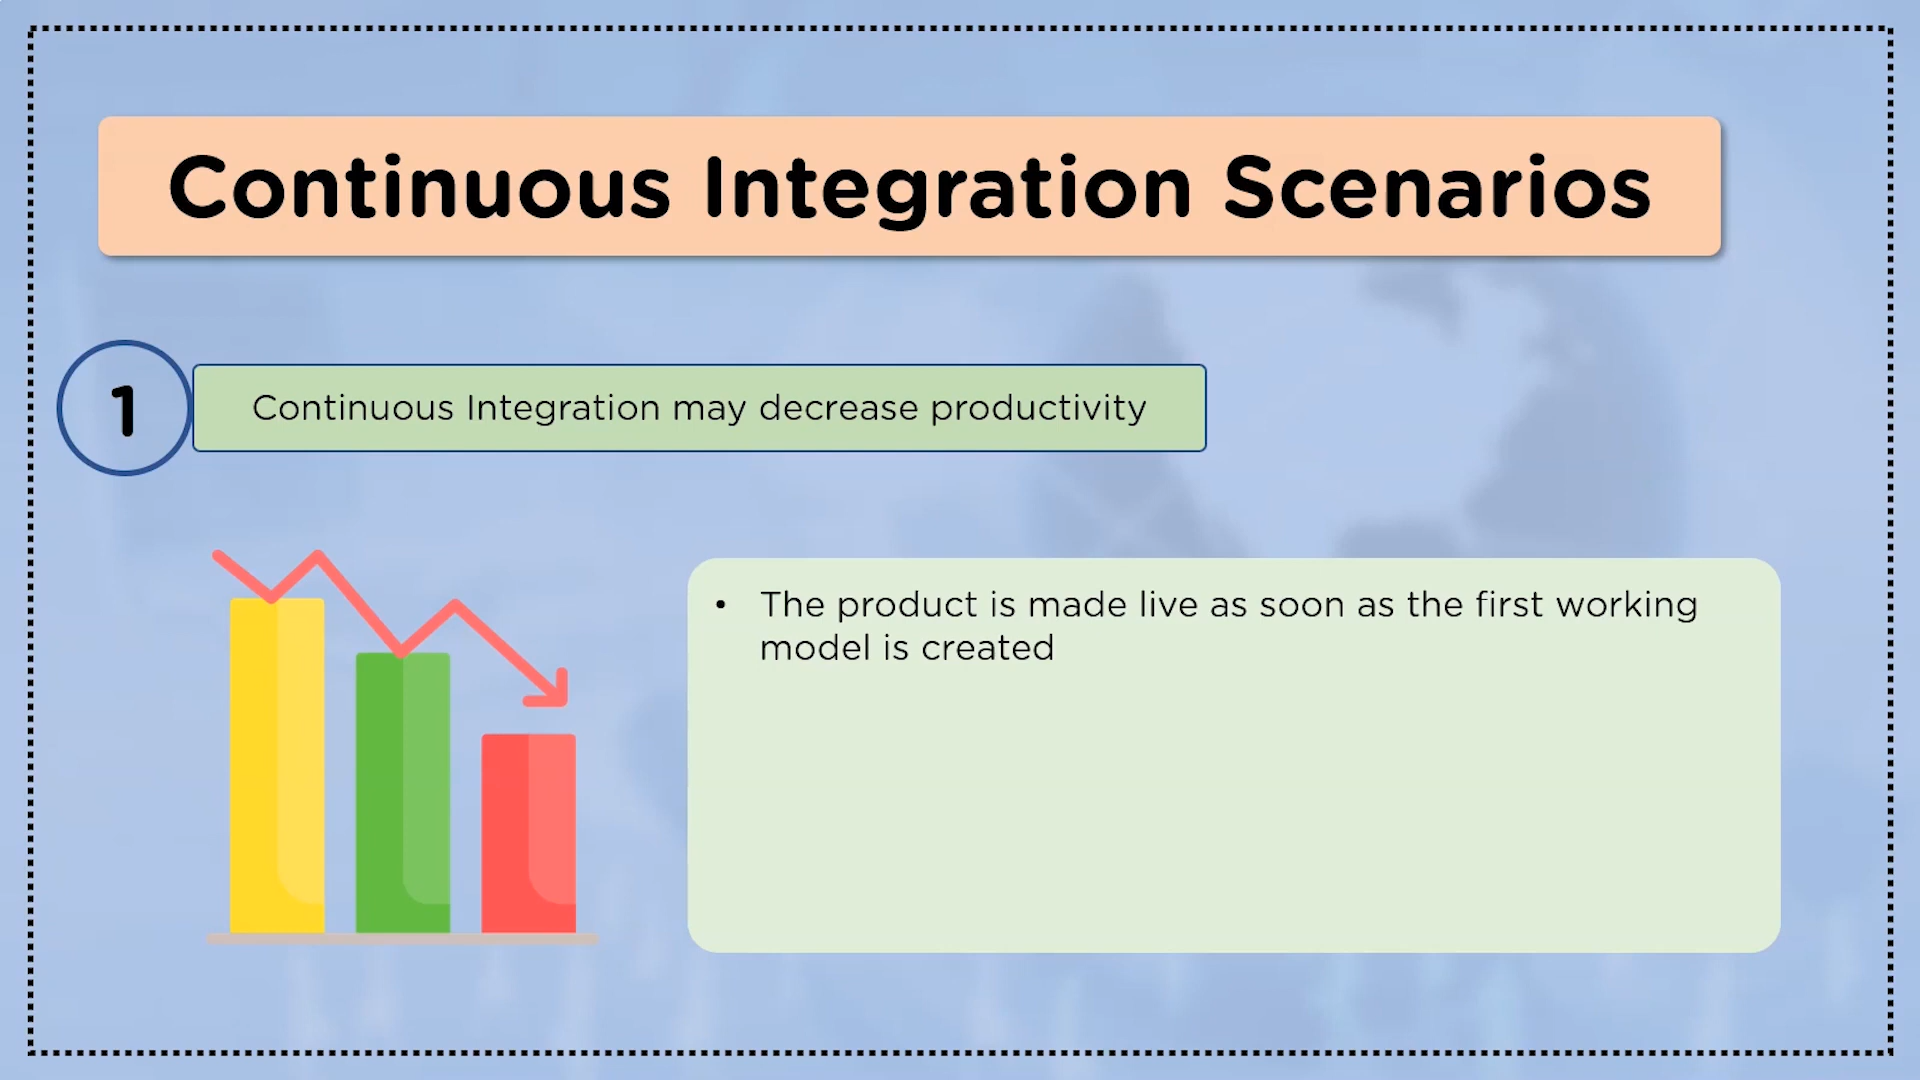 Continuous Integration Scenarios
1
Continuous Integration may decrease productivity
• The product is made live as soon as the first working
model is created